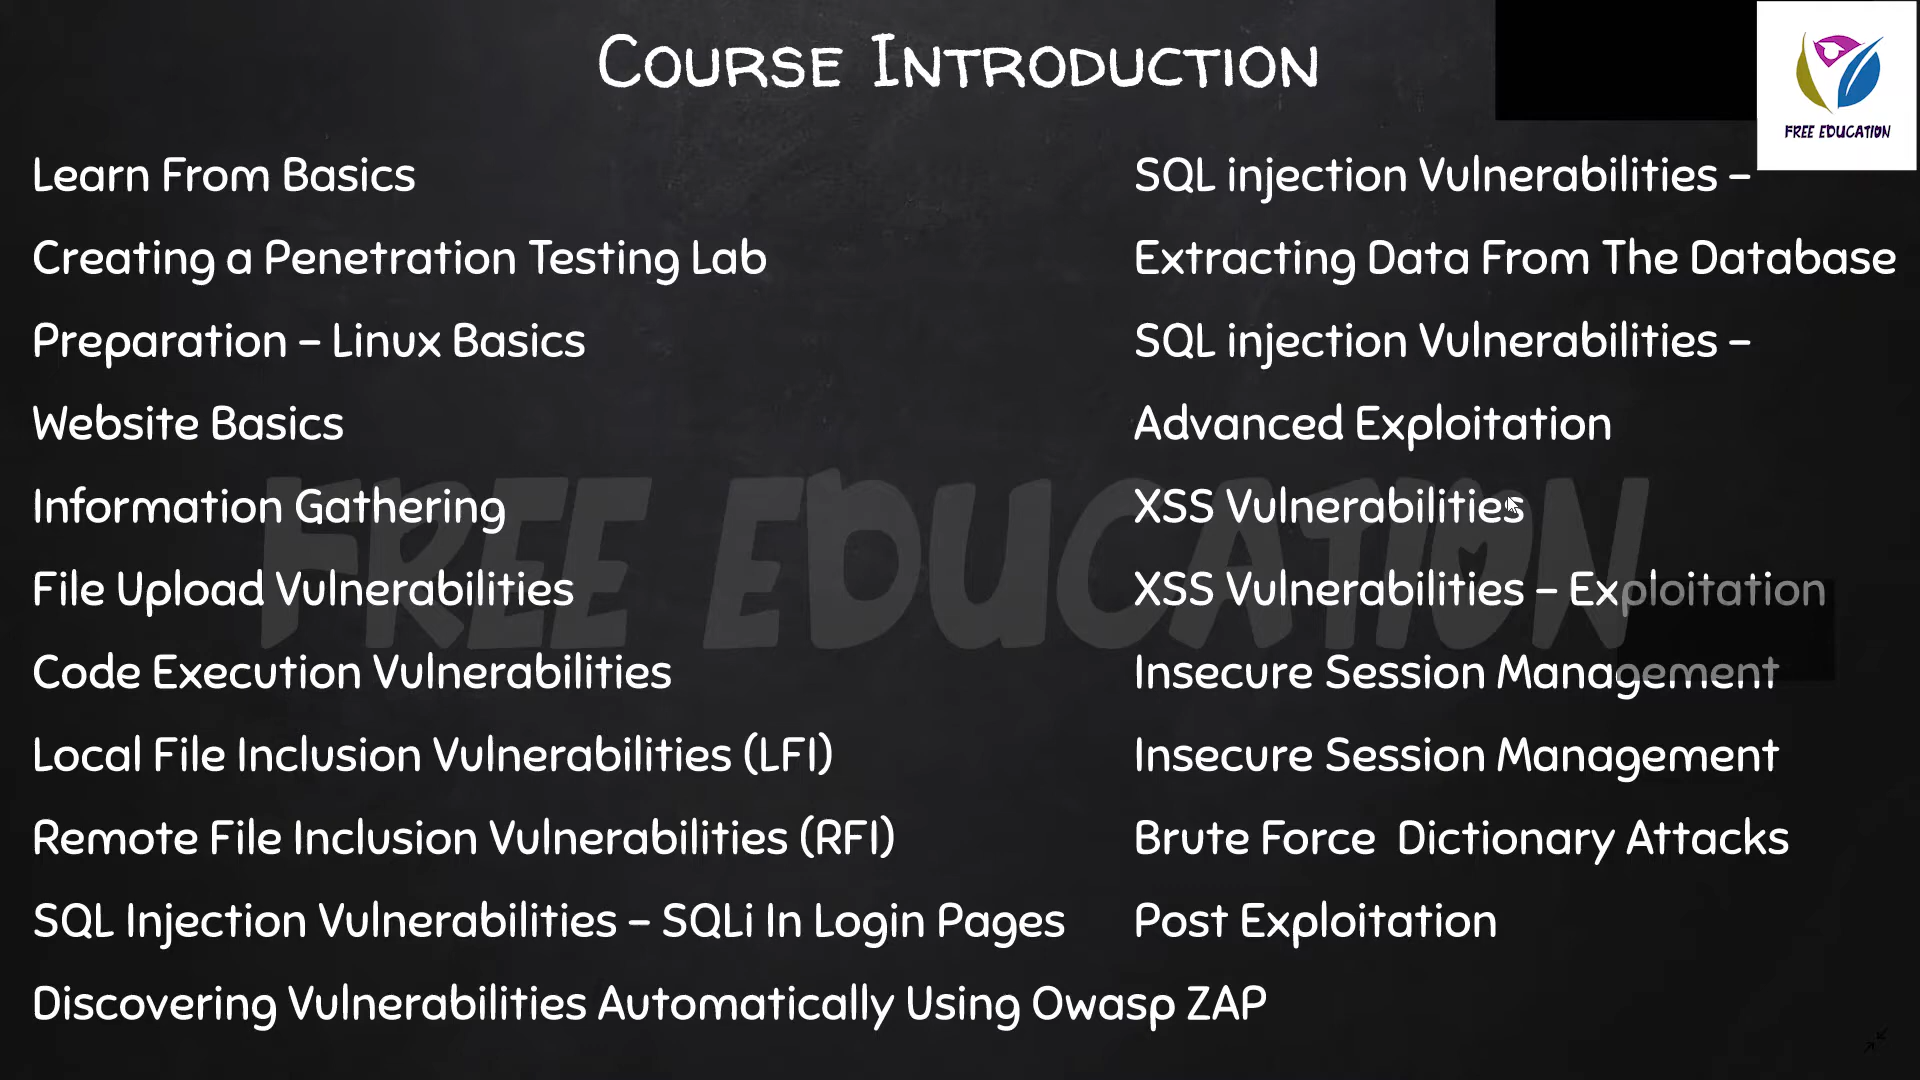 Course Introduction
FREE EDUCATION
Learn From Basics
Creating a Penetration Testing Lab
Preparation – Linux Basics
Website Basics
Information Gathering
File Upload Vulnerabilities
Code Execution Vulnerabilities
Local File Inclusion Vulnerabilities (LFI)
Remote File Inclusion Vulnerabilities (RFI)
SQL Injection Vulnerabilities – SQLi In Login Pages
Discovering Vulnerabilities Automatically Using Owasp ZAP
SQL injection Vulnerabilities –
Extracting Data From The Database
SQL injection Vulnerabilities –
Advanced Exploitation
XSS Vulnerabilities
XSS Vulnerabilities – Exploitation
Insecure Session Management
Insecure Session Management
Brute Force  Dictionary Attacks
Post Exploitation
FREE EDUCATION